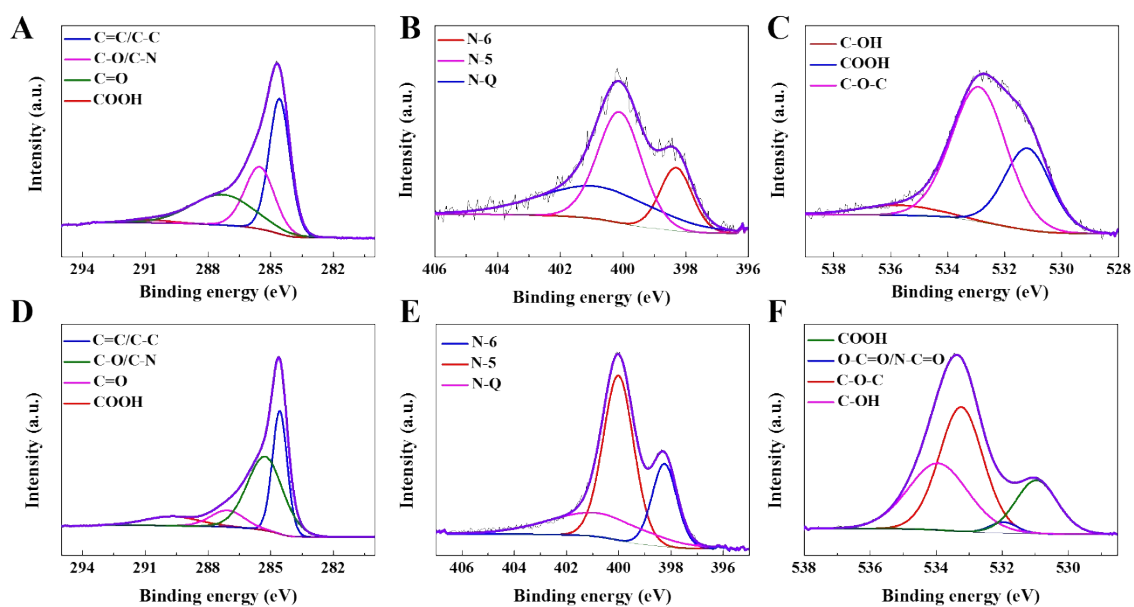 A
C=C/C-C
C-O/C-N
C=O
COOH
Intensity (a.u.)
294 291 288 285 282
Binding energy (eV)
B
N-6
N-5
N-Q
Intensity (a.u.)
406 404 402 400 398 396
Binding energy (eV)
C
C-OH
COOH
C-O-C
Intensity (a.u.)
538 536 534 532 530 528
Binding energy (eV)
D
C=C/C-C
C-O/C-N
C=O
COOH
Intensity (a.u.)
294 291 288 285 282
Binding energy (eV)
E
N-6
N-5
N-Q
Intensity (a.u.)
406 404 402 400 398 396
Binding energy (eV)
F
COOH
O-C=O/N-C=O
C-O-C
C-OH
Intensity (a.u.)
538 536 534 532 530
Binding energy (eV)